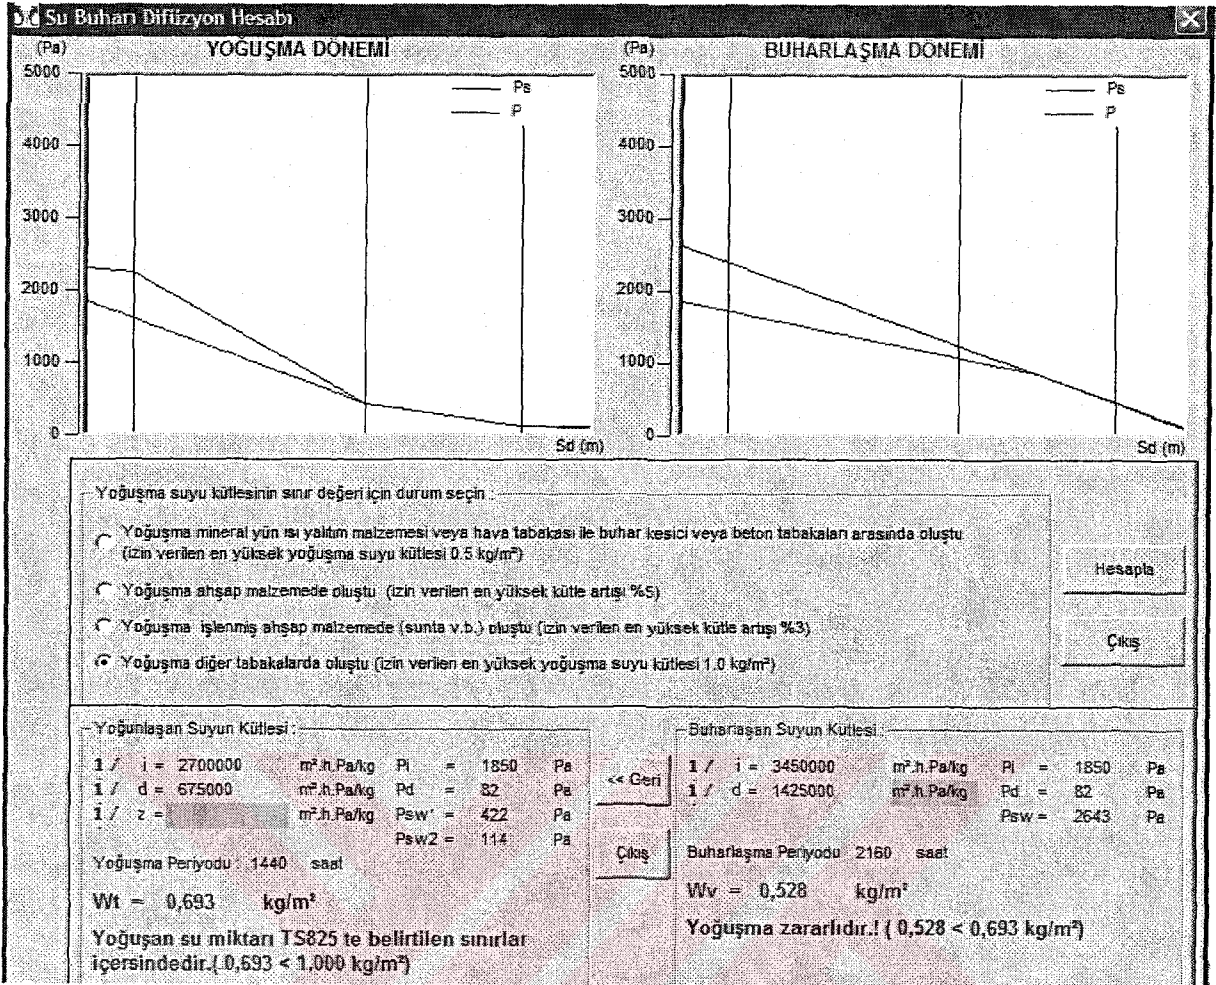 Su Buharı Difüzyon Hesabı
(Pa)
YOĞUŞMA DÖNEMİ
5000
4000
3000
2000
1000
0
Ps
P
Sd (m)
(Pa)
BUHARLAŞMA DÖNEMİ
5000
4000
3000
2000
1000
0
Ps
P
Sd (m)
Yoğuşma suyu kütlesinin sınır değeri için durum seçin :
Yoğuşma mineral yün ısı yalıtım malzemesi veya hava tabakası ile buhar kesici veya beton tabakaları arasında oluştu
(izin verilen en yüksek yoğuşma suyu kütlesi 0.5 kg/m²)
Yoğuşma ahşap malzemede oluştu (izin verilen en yüksek kütle artışı %5)
Yoğuşma işlenmiş ahşap malzemede (sunta v.b.) oluştu (izin verilen en yüksek kütle artışı %3)
Yoğuşma diğer tabakalarda oluştu (izin verilen en yüksek yoğuşma suyu kütlesi 1.0 kg/m²)
Hesapla
Çıkış
Yoğunlaşan Suyun Kütlesi :
1 / i = 2700000 m².h.Pa/kg Pi = 1850 Pa
1 / d = 675000 m².h.Pa/kg Pd = 82 Pa
1 / z = m².h.Pa/kg Psw' = 422 Pa
Psw2 = 114 Pa
Yoğuşma Periyodu : 1440 saat
Wt = 0,693 kg/m²
Yoğuşan su miktarı TS825 te belirtilen sınırlar
içersindedir.( 0,693 < 1,000 kg/m²)
<< Geri
Çıkış
Buharlaşan Suyun Kütlesi :
1 / i = 3450000 m².h.Pa/kg Pi = 1850 Pa
1 / d = 1425000 m².h.Pa/kg Pd = 82 Pa
Psw = 2643 Pa
Buharlaşma Periyodu 2160 saat
Wv = 0,528 kg/m²
Yoğuşma zararlıdır.! ( 0,528 < 0,693 kg/m²)